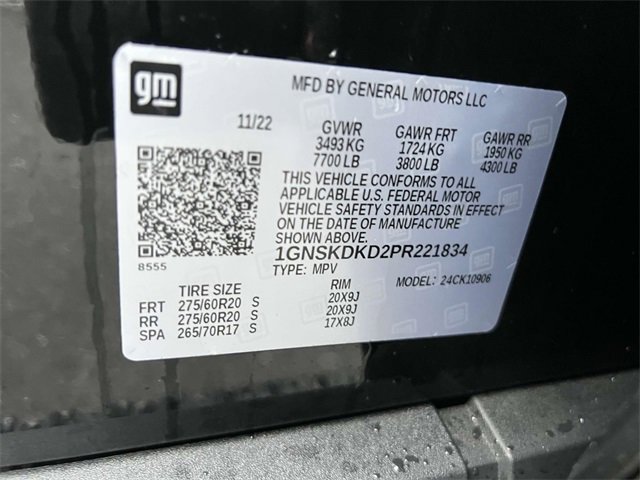 gm
MFD BY GENERAL MOTORS LLC
11/22 GVWR GAWR FRT GAWR RR
3493 KG 1724 KG 1950 KG
7700 LB 3800 LB 4300 LB
THIS VEHICLE CONFORMS TO ALL
APPLICABLE U.S. FEDERAL MOTOR
VEHICLE SAFETY STANDARDS IN EFFECT
ON THE DATE OF MANUFACTURE
SHOWN ABOVE.
8555
1GNSKDKD2PR221834
TYPE: MPV MODEL: 24CK10906
TIRE SIZE RIM
FRT 275/60R20 S 20X9J
RR 275/60R20 S 20X9J
SPA 265/70R17 S 17X8J